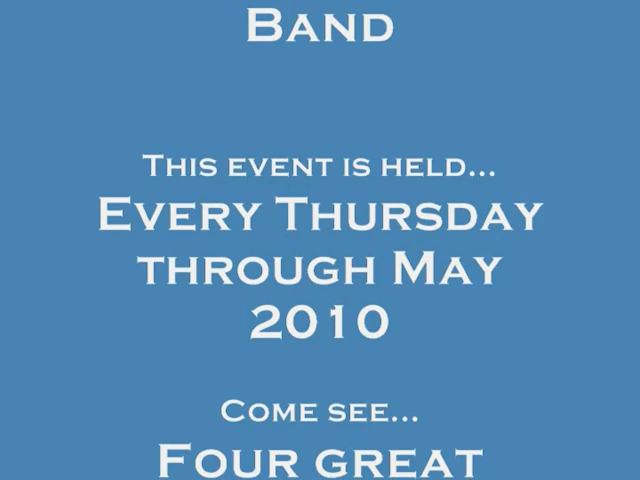 Band
This event is held...
Every Thursday
through May
2010
Come see...
Four great